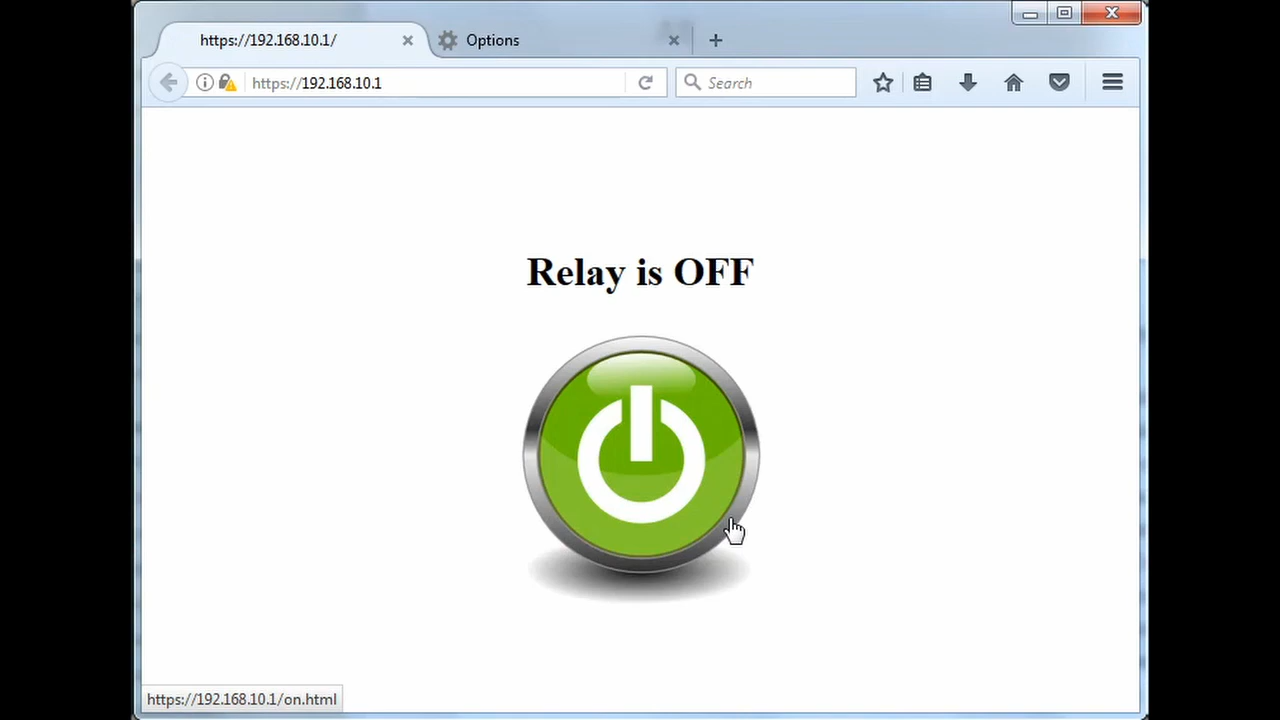 https://192.168.10.1/
Options
https://192.168.10.1
Search
Relay is OFF
https://192.168.10.1/on.html